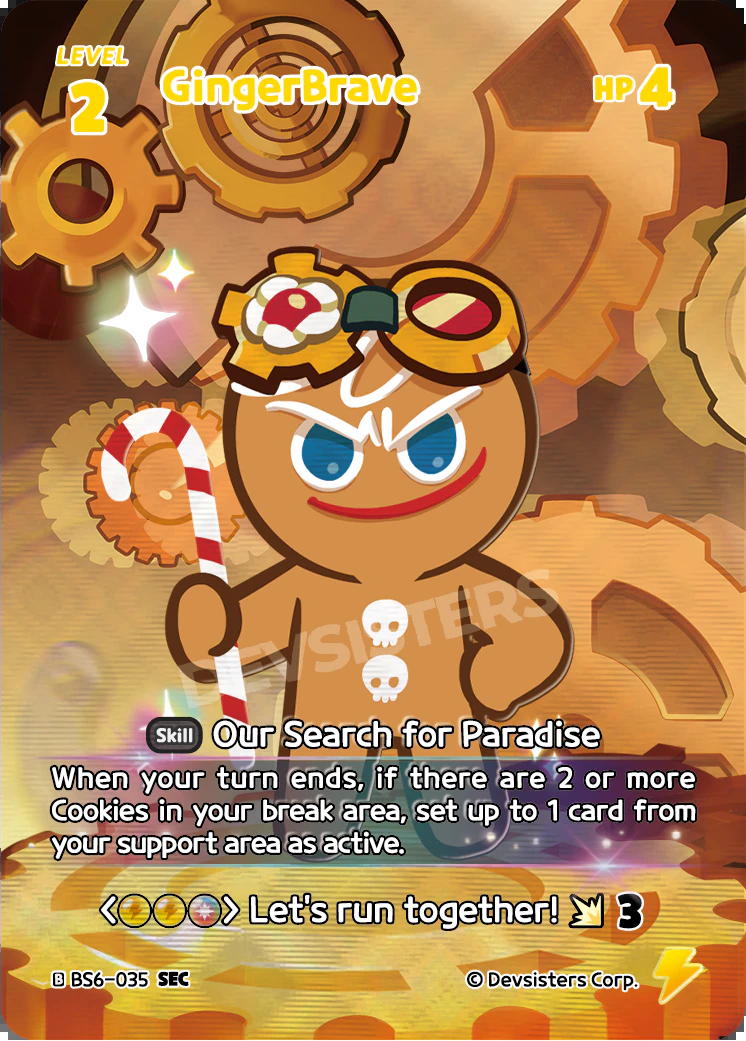 LEVEL
2
GingerBrave
HP 4
DEVSISTERS
Skill Our Search for Paradise
When your turn ends, if there are 2 or more
Cookies in your break area, set up to 1 card from
your support area as active.
Let's run together! 3
B BS6-035 SEC
© Devsisters Corp.